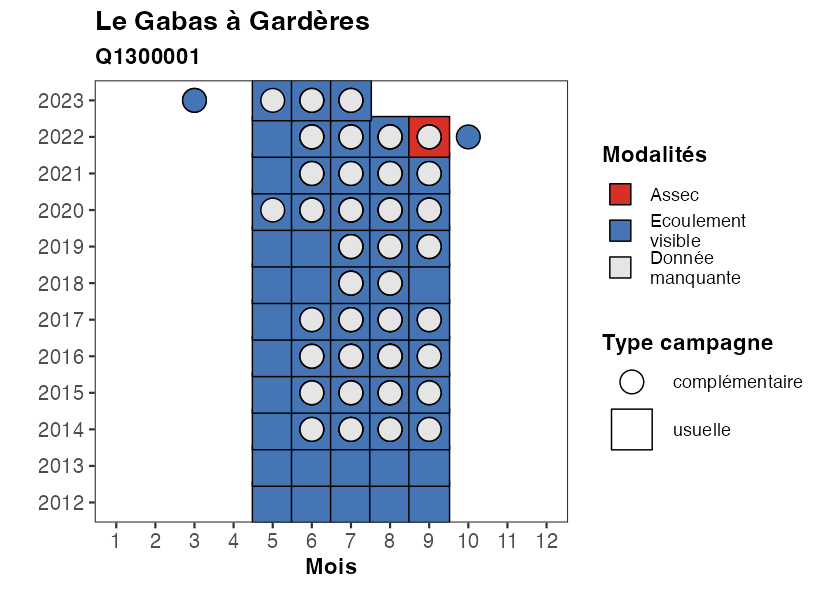 Le Gabas à Gardères
Q1300001
2023
2022
2021
2020
2019
2018
2017
2016
2015
2014
2013
2012
1 2 3 4 5 6 7 8 9 10 11 12
Mois
Modalités
Assec
Ecoulement
visible
Donnée
manquante
Type campagne
complémentaire
usuelle